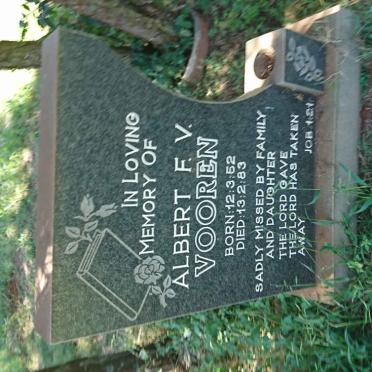 IN LOVING
MEMORY OF
ALBERT F. V.
VOOREN
BORN:12:3:52
DIED:13:2:83
SADLY MISSED BY FAMILY
AND DAUGHTER
THE LORD GAVE
THE LORD HAS TAKEN
AWAY
JOB 1:21